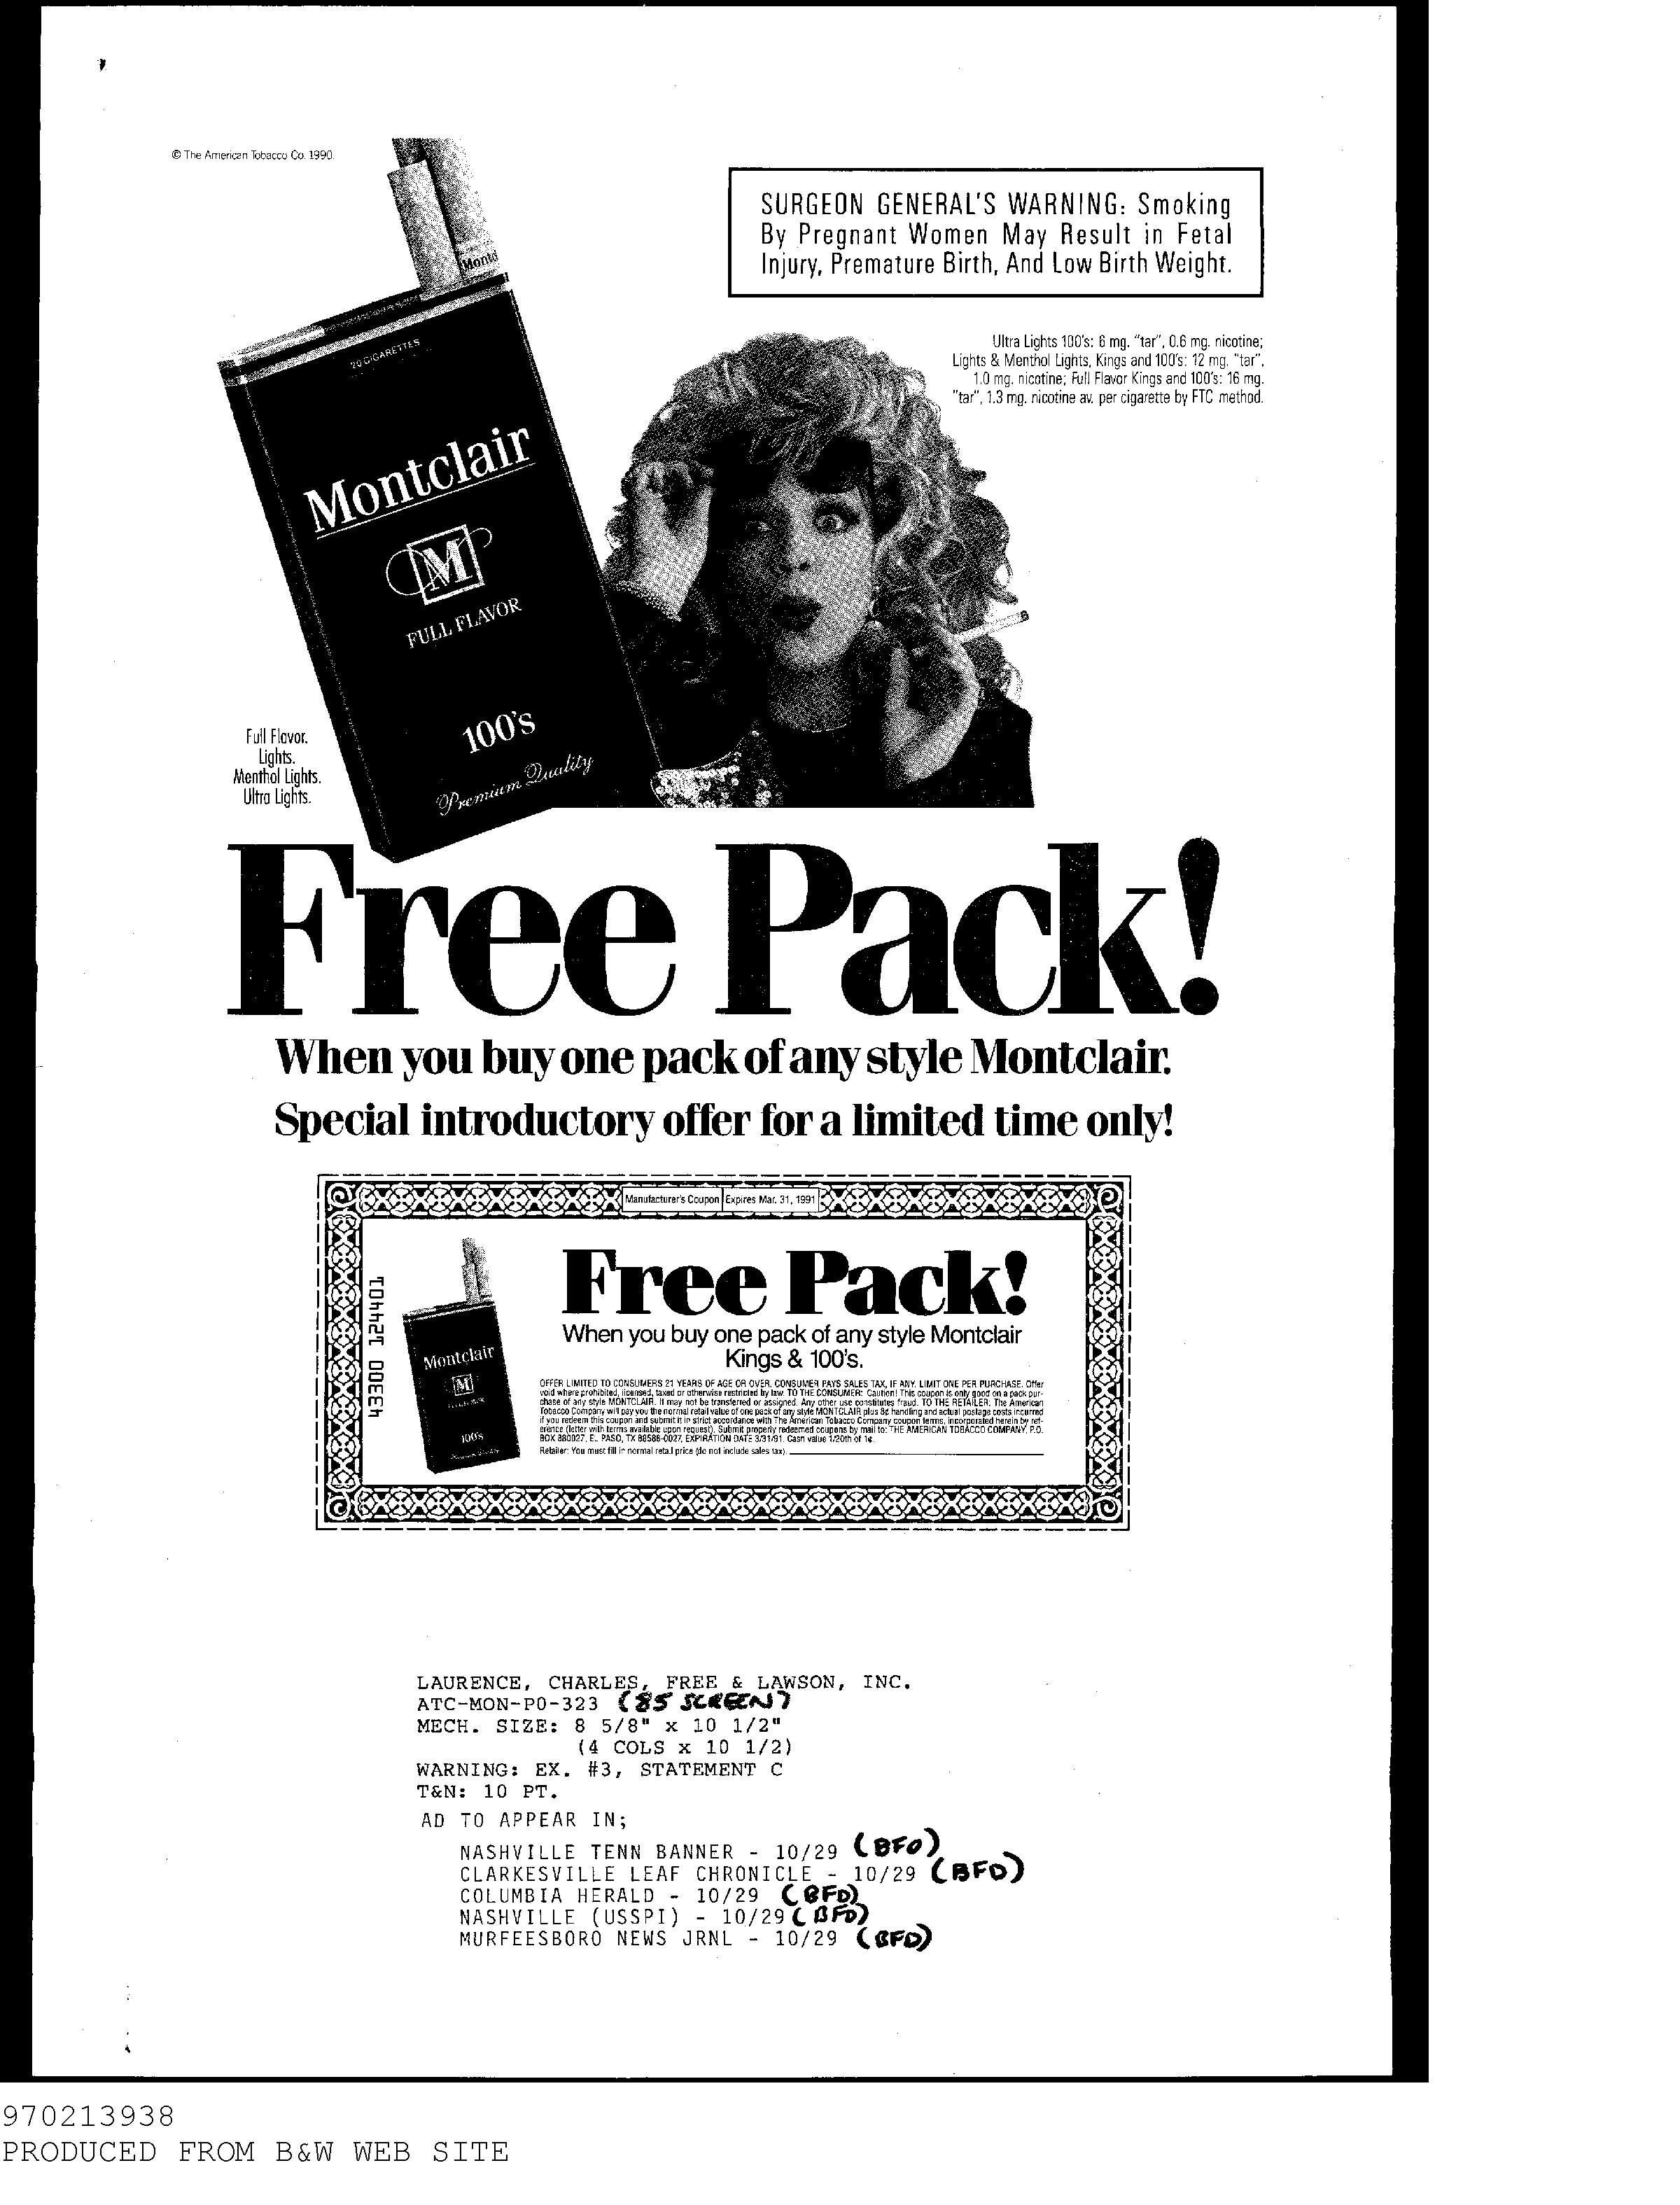 © The American Tobacco Co. 1990.
SURGEON GENERAL'S WARNING: Smoking
By Pregnant Women May Result in Fetal
Injury, Premature Birth, And Low Birth Weight.
Montc
20 CIGARETTES
Ultra Lights 100's: 6 mg. "tar", 0.6 mg. nicotine;
Lights & Menthol Lights, Kings and 100's: 12 mg. "tar",
1.0 mg. nicotine; Full Flavor Kings and 100's: 16 mg.
"tar", 1.3 mg. nicotine av. per cigarette by FTC method.
Montclair
M
FULL FLAVOR
100's
Premium Quality
Full Flavor.
Lights.
Menthol Lights.
Ultra Lights.
Free Pack!
When you buy one pack of any style Montclair.
Special introductory offer for a limited time only!
Manufacturer's Coupon Expires Mar. 31, 1991
43300 124401
Montclair
M
100's
Free Pack!
When you buy one pack of any style Montclair
Kings & 100's.
OFFER LIMITED TO CONSUMERS 21 YEARS OF AGE OR OVER. CONSUMER PAYS SALES TAX, IF ANY. LIMIT ONE PER PURCHASE. Offer
void where prohibited, licensed, taxed or otherwise restricted by law. TO THE CONSUMER: Caution! This coupon is only good on a pack pur-
chase of any style MONTCLAIR. It may not be transferred or assigned. Any other use constitutes fraud. TO THE RETAILER: The American
Tobacco Company will pay you the normal retail value of one pack of any style MONTCLAIR plus 8¢ handling and actual postage costs incurred
if you redeem this coupon and submit it in strict accordance with The American Tobacco Company coupon terms, incorporated herein by ref-
erence (letter with terms available upon request). Submit properly redeemed coupons by mail to: THE AMERICAN TOBACCO COMPANY, P.O.
BOX 880027, EL PASO, TX 88588-0027. EXPIRATION DATE 3/31/91. Cash value 1/20th of 1¢.
Retailer: You must fill in normal retail price (do not include sales tax).
LAURENCE, CHARLES, FREE & LAWSON, INC.
ATC-MON-PO-323 (85 SCREEN)
MECH. SIZE: 8 5/8" x 10 1/2"
(4 COLS x 10 1/2)
WARNING: EX. #3, STATEMENT C
T&N: 10 PT.
AD TO APPEAR IN;
NASHVILLE TENN BANNER - 10/29 (BFD)
CLARKESVILLE LEAF CHRONICLE - 10/29 (BFD)
COLUMBIA HERALD - 10/29 (BFD)
NASHVILLE (USSPI) - 10/29 (BFD)
MURFEESBORO NEWS JRNL - 10/29 (BFD)
970213938
PRODUCED FROM B&W WEB SITE